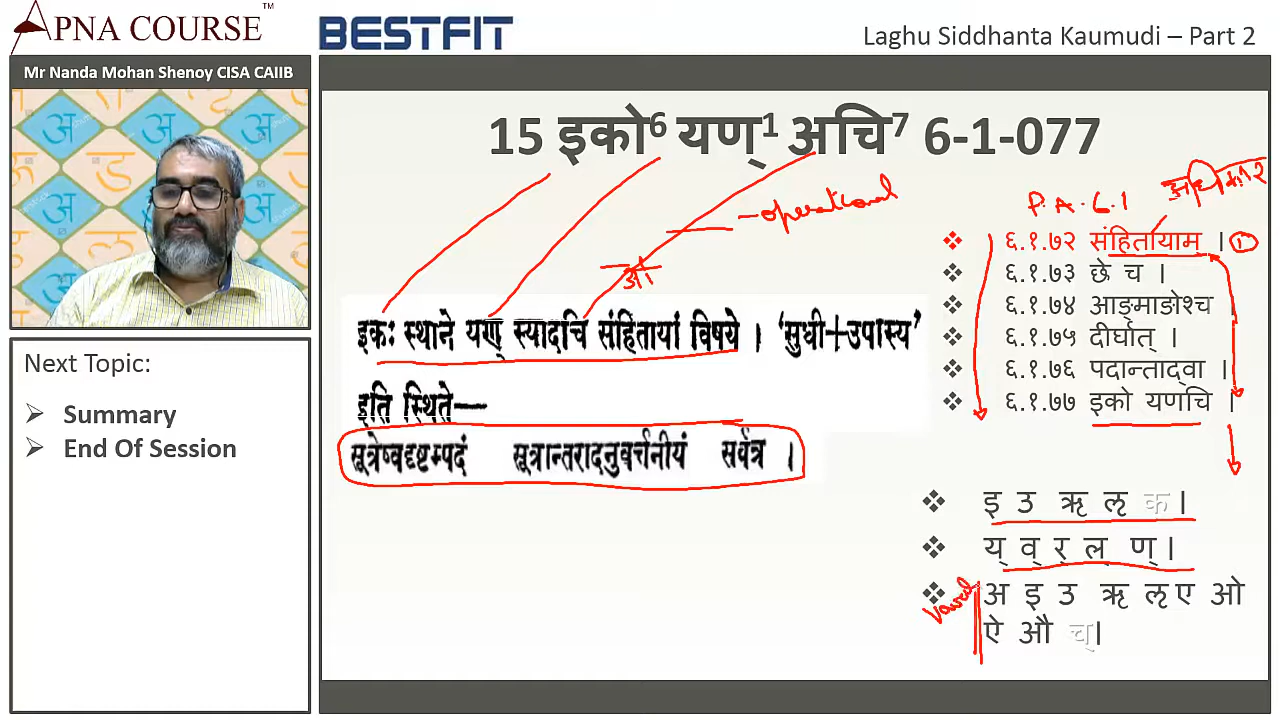 APNA COURSE™
BESTFIT
Laghu Siddhanta Kaumudi – Part 2
Mr Nanda Mohan Shenoy CISA CAIIB
Next Topic:
Summary
End Of Session
15 इको⁶ यण्¹ अचि⁷ 6-1-077
operational
इकः स्थाने यण् स्यादचि संहितायां विषये । ‘सुधी+उपास्य’
इति स्थिते—
सूत्रेष्वदृष्टम्पदं सूत्रान्तरादनुवर्त्तनीयं सर्वत्र ।
P. A. 6.1
६.१.७२ संहितायाम् ।
६.१.७३ छे च ।
६.१.७४ आङ्माङोश्च
६.१.७५ दीर्घात् ।
६.१.७६ पदान्ताद्वा ।
६.१.७७ इको यणचि ।
इ उ ऋ ऌ क ।
य् व् र् ल् ण् ।
Vowel
अ इ उ ऋ ऌ ए ओ
ऐ औ च्।